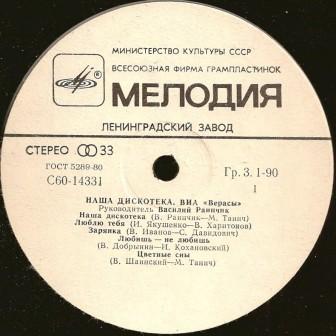 МИНИСТЕРСТВО КУЛЬТУРЫ СССР
ВСЕСОЮЗНАЯ ФИРМА ГРАМПЛАСТИНОК
МЕЛОДИЯ
ЛЕНИНГРАДСКИЙ ЗАВОД
СТЕРЕО 33
ГОСТ 5289-80
С60-14331
Гр. 3. 1-90
1
НАША ДИСКОТЕКА. ВИА «Верасы»
Руководитель Василий Раинчик
Наша дискотека (В. Раинчик—М. Танич)
Люблю тебя (И. Якушенко—В. Харитонов)
Зарянка (В. Иванов—С. Давидович)
Любишь — не любишь
(В. Добрынин—И. Кохановский)
Цветные сны
(В. Шаинский—М. Танич)